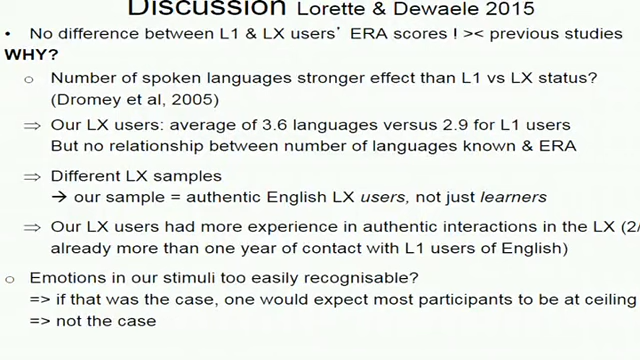 Discussion Lorette & Dewaele 2015
• No difference between L1 & LX users' ERA scores ! >< previous studies
WHY?
○ Number of spoken languages stronger effect than L1 vs LX status?
(Dromey et al, 2005)
⇒ Our LX users: average of 3.6 languages versus 2.9 for L1 users
But no relationship between number of languages known & ERA
⇒ Different LX samples
→ our sample = authentic English LX users, not just learners
⇒ Our LX users had more experience in authentic interactions in the LX (2/
already more than one year of contact with L1 users of English)
○ Emotions in our stimuli too easily recognisable?
=> if that was the case, one would expect most participants to be at ceiling
=> not the case